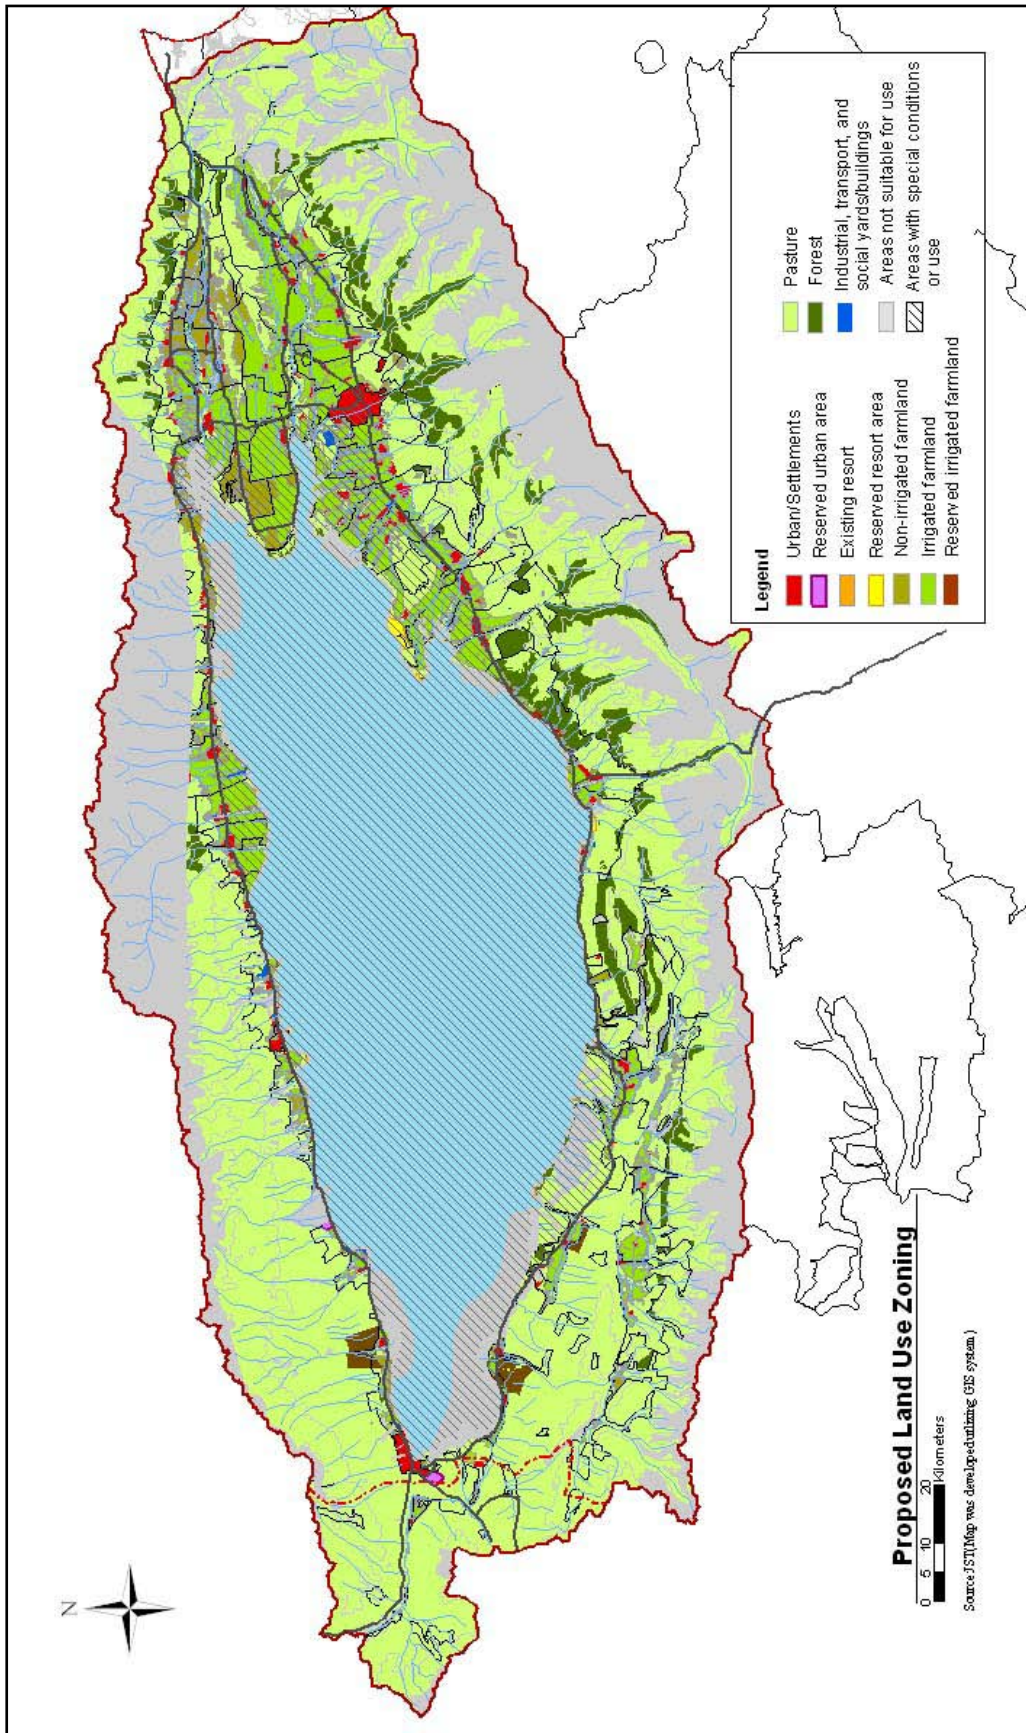 N
Proposed Land Use Zoning
0 5 10 20
Kilometers
Source:JST(Map was developed utilizing GIS system)
Legend
Urban/Settlements
Reserved urban area
Existing resort
Reserved resort area
Non-irrigated farmland
Irrigated farmland
Reserved irrigated farmland
Pasture
Forest
Industrial, transport, and
social yards/buildings
Areas not suitable for use
Areas with special conditions
or use